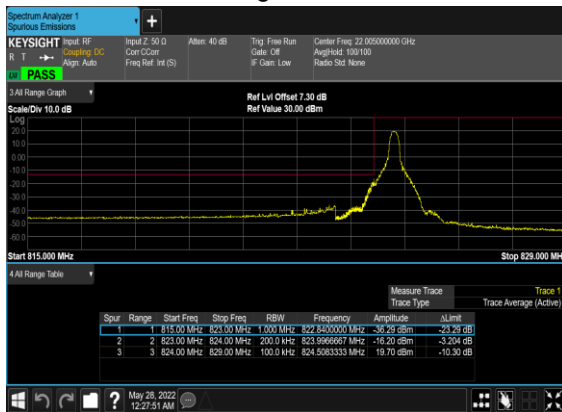 Spectrum Analyzer 1
Spurious Emissions
KEYSIGHT Input: RF Input Z: 50 Ω Atten: 40 dB Trig: Free Run Center Freq: 22.005000000 GHz
R T Coupling: DC Corr CCorr Gate: Off Avg|Hold: 100/100
Align: Auto Freq Ref: Int (S) IF Gain: Low Radio Std: None
PASS
3 All Range Graph
Ref Lvl Offset 7.30 dB
Scale/Div 10.0 dB Ref Value 30.00 dBm
Log
20.0
10.0
0.00
-10.0
-20.0
-30.0
-40.0
-50.0
-60.0
Start 815.000 MHz Stop 829.000 MH
4 All Range Table
Measure Trace Trace 1
Trace Type Trace Average (Active)
Spur Range Start Freq Stop Freq RBW Frequency Amplitude ΔLimit
1 1 815.00 MHz 823.00 MHz 1.000 MHz 822.8400000 MHz -36.29 dBm -23.29 dB
2 2 823.00 MHz 824.00 MHz 200.0 kHz 823.9966667 MHz -16.20 dBm -3.204 dB
3 3 824.00 MHz 829.00 MHz 100.0 kHz 824.5083333 MHz 19.70 dBm -10.30 dB
May 28, 2022
12:27:51 AM